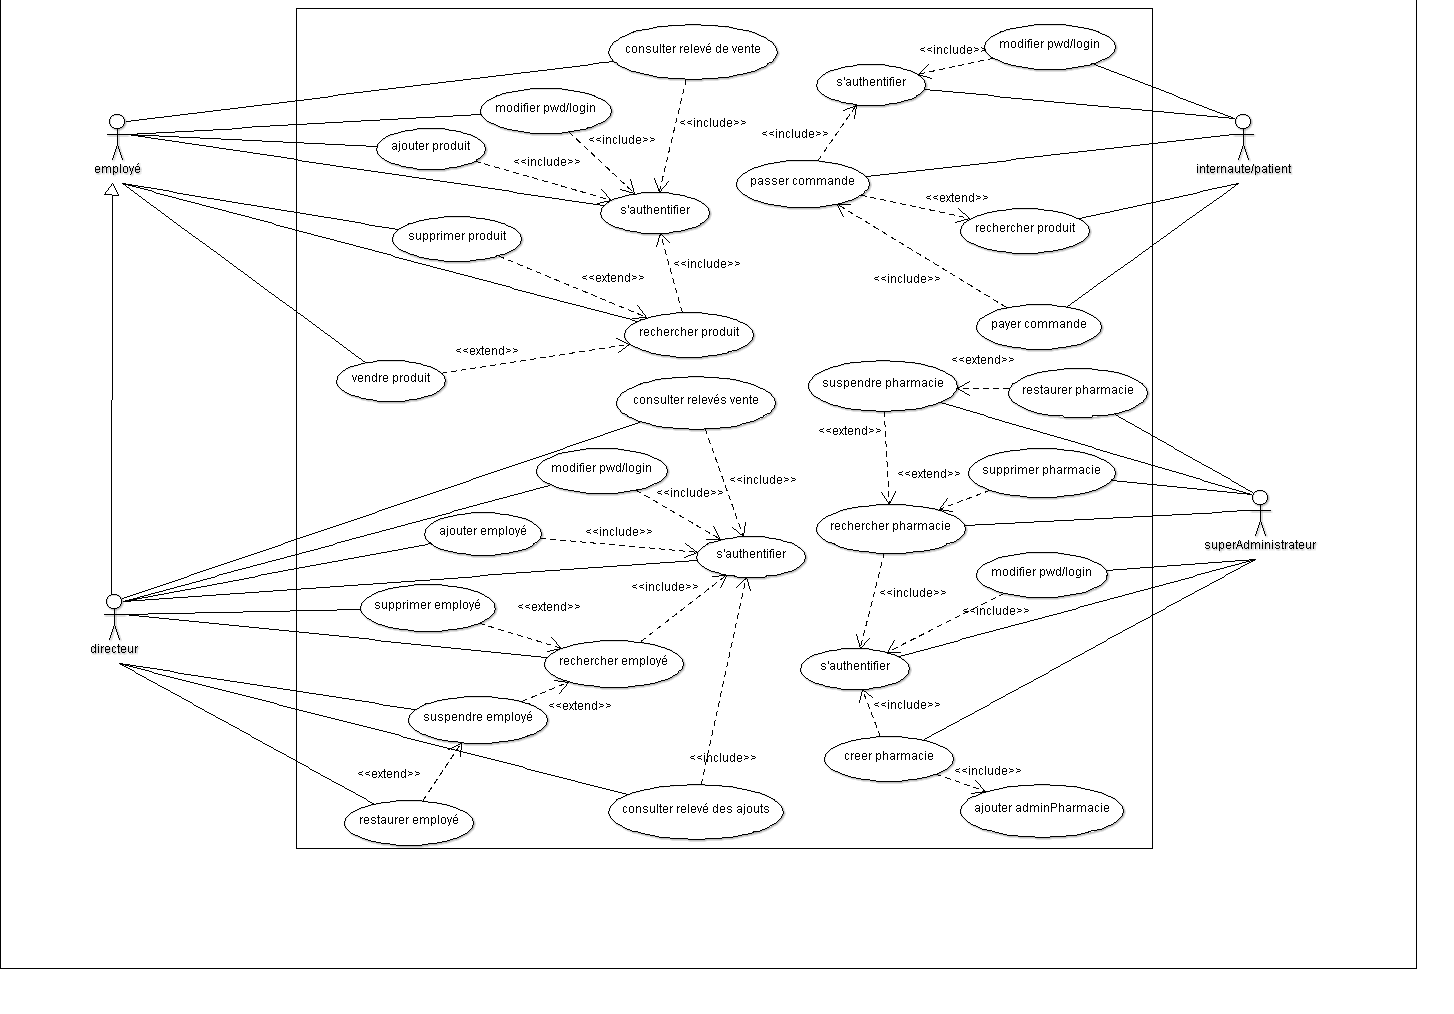 consulter relevé de vente
modifier pwd/login
<<include>>
s'authentifier
modifier pwd/login
ajouter produit
<<include>>
<<include>>
<<include>>
<<include>>
employé
internaute/patient
passer commande
<<extend>>
s'authentifier
rechercher produit
supprimer produit
<<include>>
<<extend>>
<<include>>
rechercher produit
payer commande
<<extend>>
<<extend>>
vendre produit
suspendre pharmacie
restaurer pharmacie
consulter relevés vente
<<extend>>
modifier pwd/login
<<extend>>
supprimer pharmacie
<<include>>
<<include>>
ajouter employé
<<include>>
rechercher pharmacie
s'authentifier
superAdministrateur
modifier pwd/login
<<include>>
<<include>>
supprimer employé
<<extend>>
<<include>>
directeur
rechercher employé
s'authentifier
<<extend>>
<<include>>
suspendre employé
<<include>>
creer pharmacie
<<extend>>
<<include>>
restaurer employé
consulter relevé des ajouts
ajouter adminPharmacie